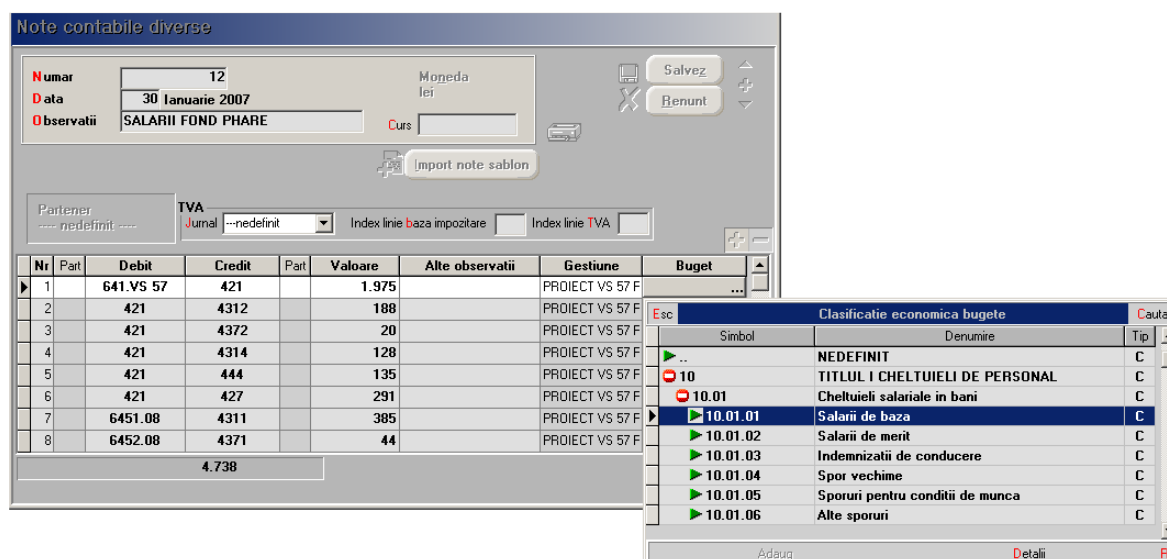 Note contabile diverse
Numar 12
Data 30 Ianuarie 2007
Observatii SALARII FOND PHARE
Moneda
lei
Curs
Salvez
Renunt
Import note sablon
Partener
---- nedefinit ----
TVA
Jurnal ---nedefinit Index linie baza impozitare Index linie TVA
Nr Part Debit Credit Part Valoare Alte observatii Gestiune Buget
1 641.VS 57 421 1.975 PROIECT VS 57 F ...
2 421 4312 188 PROIECT VS 57 F
3 421 4372 20 PROIECT VS 57 F
4 421 4314 128 PROIECT VS 57 F
5 421 444 135 PROIECT VS 57 F
6 421 427 291 PROIECT VS 57 F
7 6451.08 4311 385 PROIECT VS 57 F
8 6452.08 4371 44 PROIECT VS 57 F
4.738
Esc Clasificatie economica bugete Cauta
Simbol Denumire Tip
.. NEDEFINIT C
10 TITLUL I CHELTUIELI DE PERSONAL C
10.01 Cheltuieli salariale in bani C
10.01.01 Salarii de baza C
10.01.02 Salarii de merit C
10.01.03 Indemnizatii de conducere C
10.01.04 Spor vechime C
10.01.05 Sporuri pentru conditii de munca C
10.01.06 Alte sporuri C
Adaug Detalii